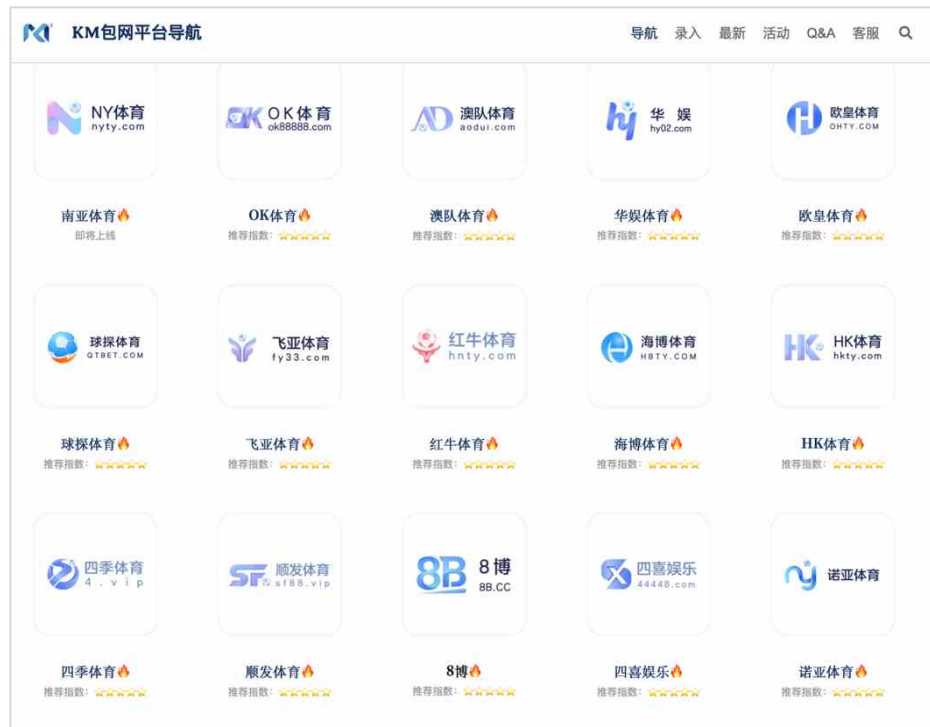 KM包网平台导航
导航 录入 最新 活动 Q&A 客服
NY体育
nyty.com
OK体育
ok88888.com
澳队体育
aodui.com
华娱
hy02.com
欧皇体育
OHTY.COM
南亚体育
即将上线
OK体育
推荐指数:
澳队体育
推荐指数:
华娱体育
推荐指数:
欧皇体育
推荐指数:
球探体育
QTBET.COM
飞亚体育
fy33.com
红牛体育
hnty.com
海博体育
HBTY.COM
HK体育
hkty.com
球探体育
推荐指数:
飞亚体育
推荐指数:
红牛体育
推荐指数:
海博体育
推荐指数:
HK体育
推荐指数:
四季体育
4.vip
SF
顺发体育
sf88.vip
8B
8博
8B.CC
四喜娱乐
44448.com
诺亚体育
四季体育
推荐指数:
顺发体育
推荐指数:
8博
推荐指数:
四喜娱乐
推荐指数:
诺亚体育
推荐指数: